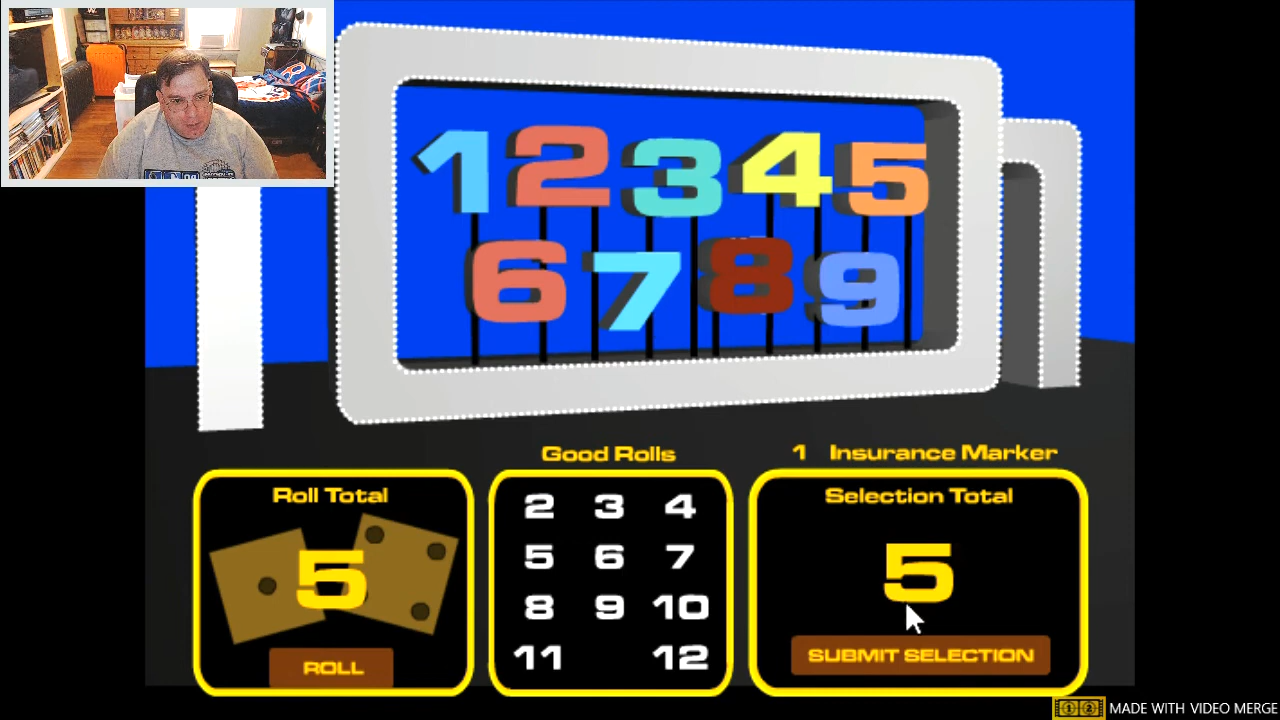 1 2 3 4 5
6 7 8 9
Good Rolls
1 Insurance Marker
Roll Total
5
ROLL
2 3 4
5 6 7
8 9 10
11 12
Selection Total
5
SUBMIT SELECTION
1 2 MADE WITH VIDEO MERGE